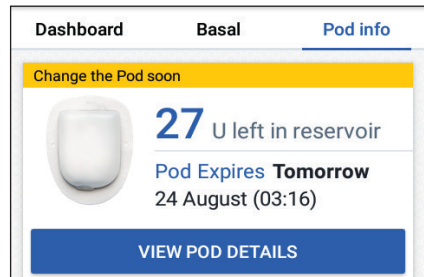 Dashboard Basal Pod info
Change the Pod soon
27 U left in reservoir
Pod Expires Tomorrow
24 August (03:16)
VIEW POD DETAILS